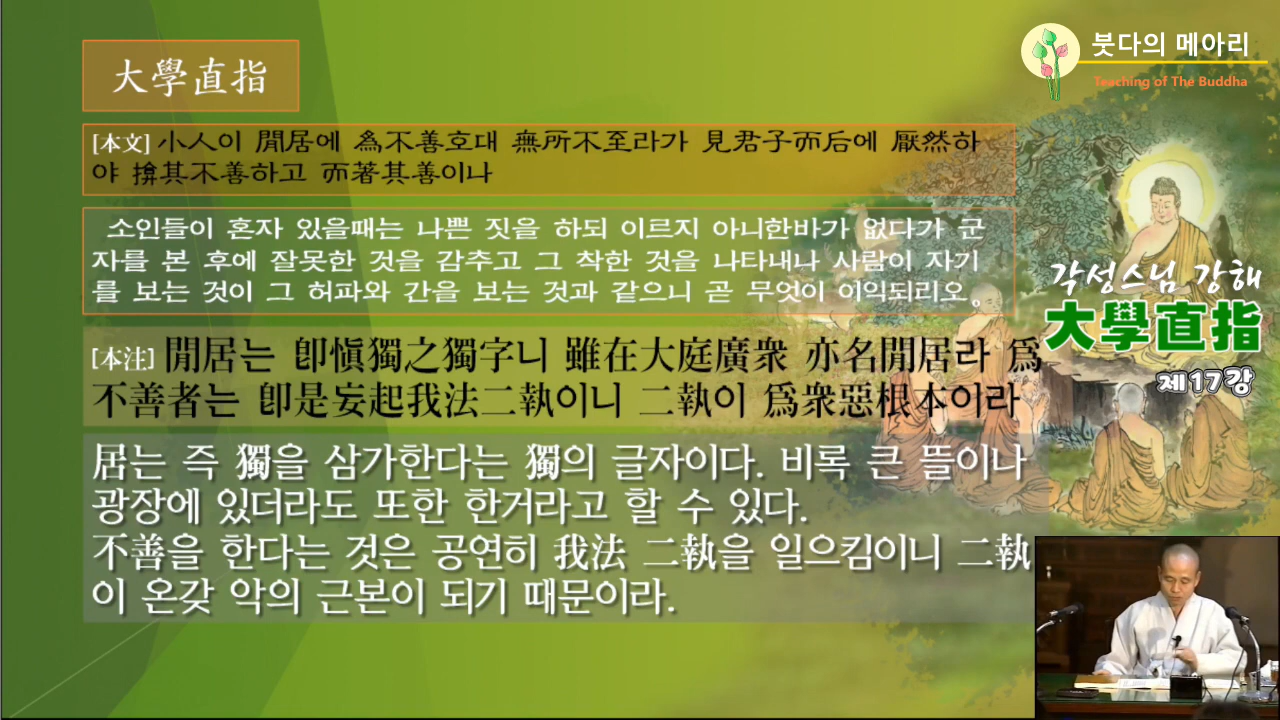 大學直指
붓다의 메아리
Teaching of The Buddha
[本文] 小人이 閒居에 爲不善호대 無所不至라가 見君子而后에 厭然하
야 揜其不善하고 而著其善이나
소인들이 혼자 있을때는 나쁜 짓을 하되 이르지 아니한바가 없다가 군
자를 본 후에 잘못한 것을 감추고 그 착한 것을 나타내나 사람이 자기
를 보는 것이 그 허파와 간을 보는 것과 같으니 곧 무엇이 이익되리오。
각성스님 강해
大學直指
제17강
[本注] 閒居는 卽愼獨之獨字니 雖在大庭廣衆 亦名閒居라 爲
不善者는 卽是妄起我法二執이니 二執이 爲衆惡根本이라
居는 즉 獨을 삼가한다는 獨의 글자이다. 비록 큰 뜰이나
광장에 있더라도 또한 한거라고 할 수 있다.
不善을 한다는 것은 공연히 我法 二執을 일으킴이니 二執
이 온갖 악의 근본이 되기 때문이라.